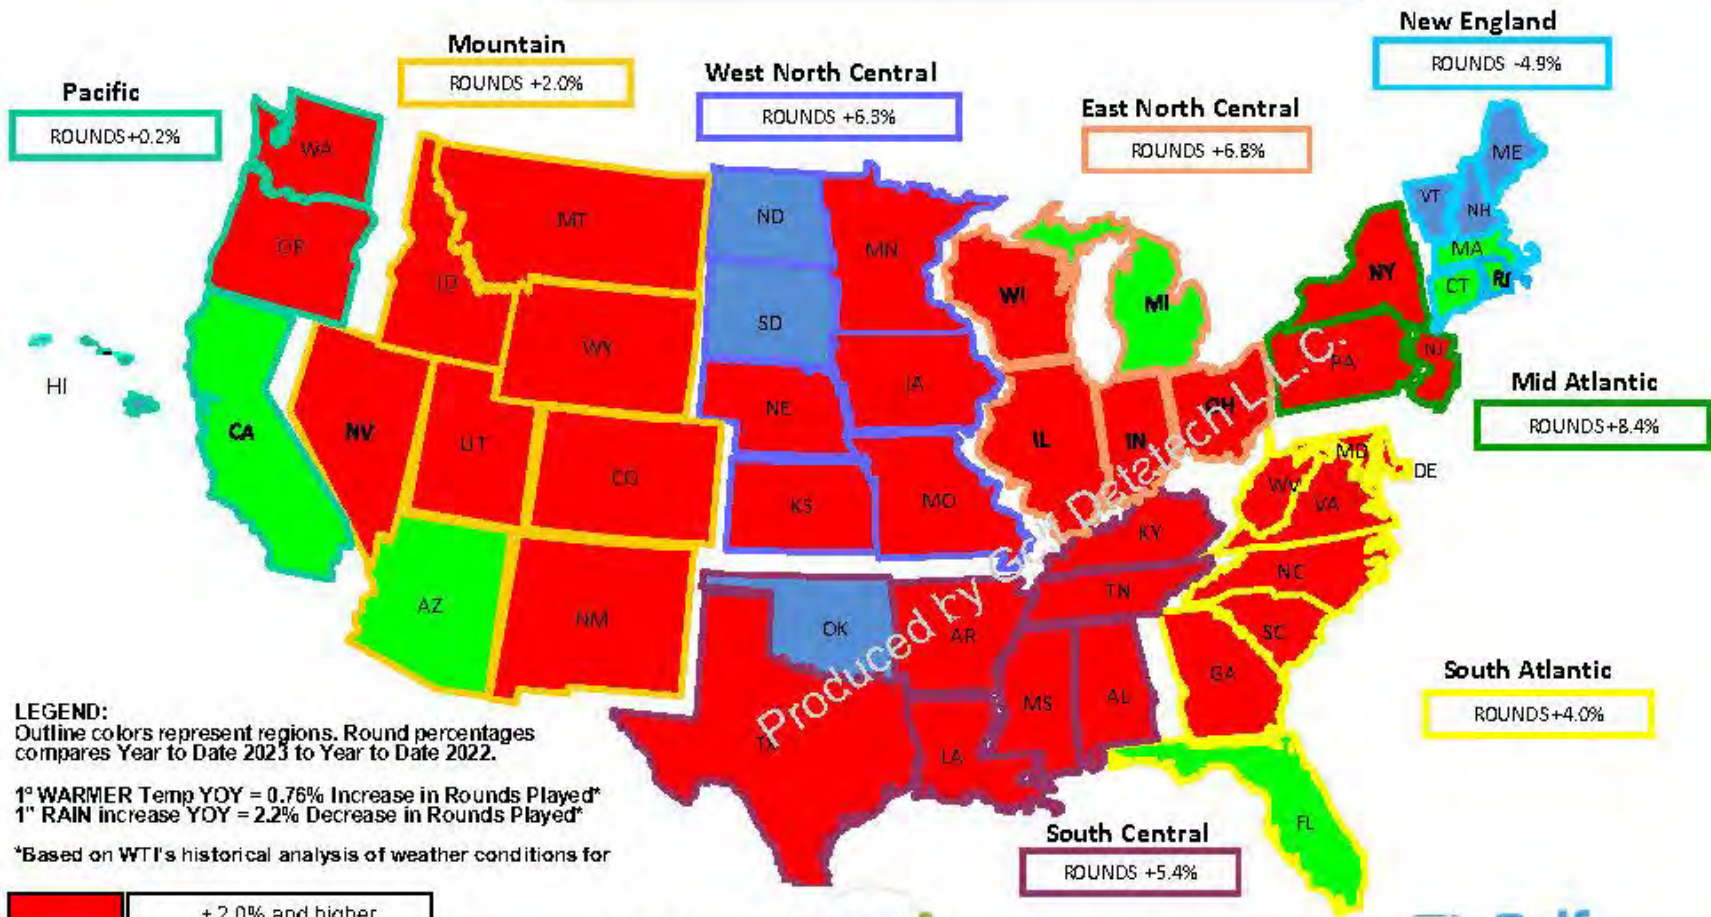 New England
ROUNDS -4.9%
Mountain
ROUNDS +2.0%
West North Central
ROUNDS +6.3%
Pacific
ROUNDS+0.2%
East North Central
ROUNDS +6.8%
WA
MT
ND
MN
OR
ID
SD
WI
MI
NY
ME
VT
NH
MA
CT
RI
WY
HI
CA
NV
UT
CO
NE
IA
IL
IN
OH
PA
NJ
Mid Atlantic
ROUNDS+8.4%
KS
MO
KY
WV
VA
MD
DE
AZ
NM
OK
AR
TN
NC
SC
GA
TX
LA
MS
AL
FL
South Atlantic
ROUNDS+4.0%
South Central
ROUNDS +5.4%
Produced by Golf Datatech L.L.C.
LEGEND:
Outline colors represent regions. Round percentages
compares Year to Date 2023 to Year to Date 2022.
1° WARMER Temp YOY = 0.76% Increase in Rounds Played*
1" RAIN increase YOY = 2.2% Decrease in Rounds Played*
*Based on WTI's historical analysis of weather conditions for
+ 2.0% and higher